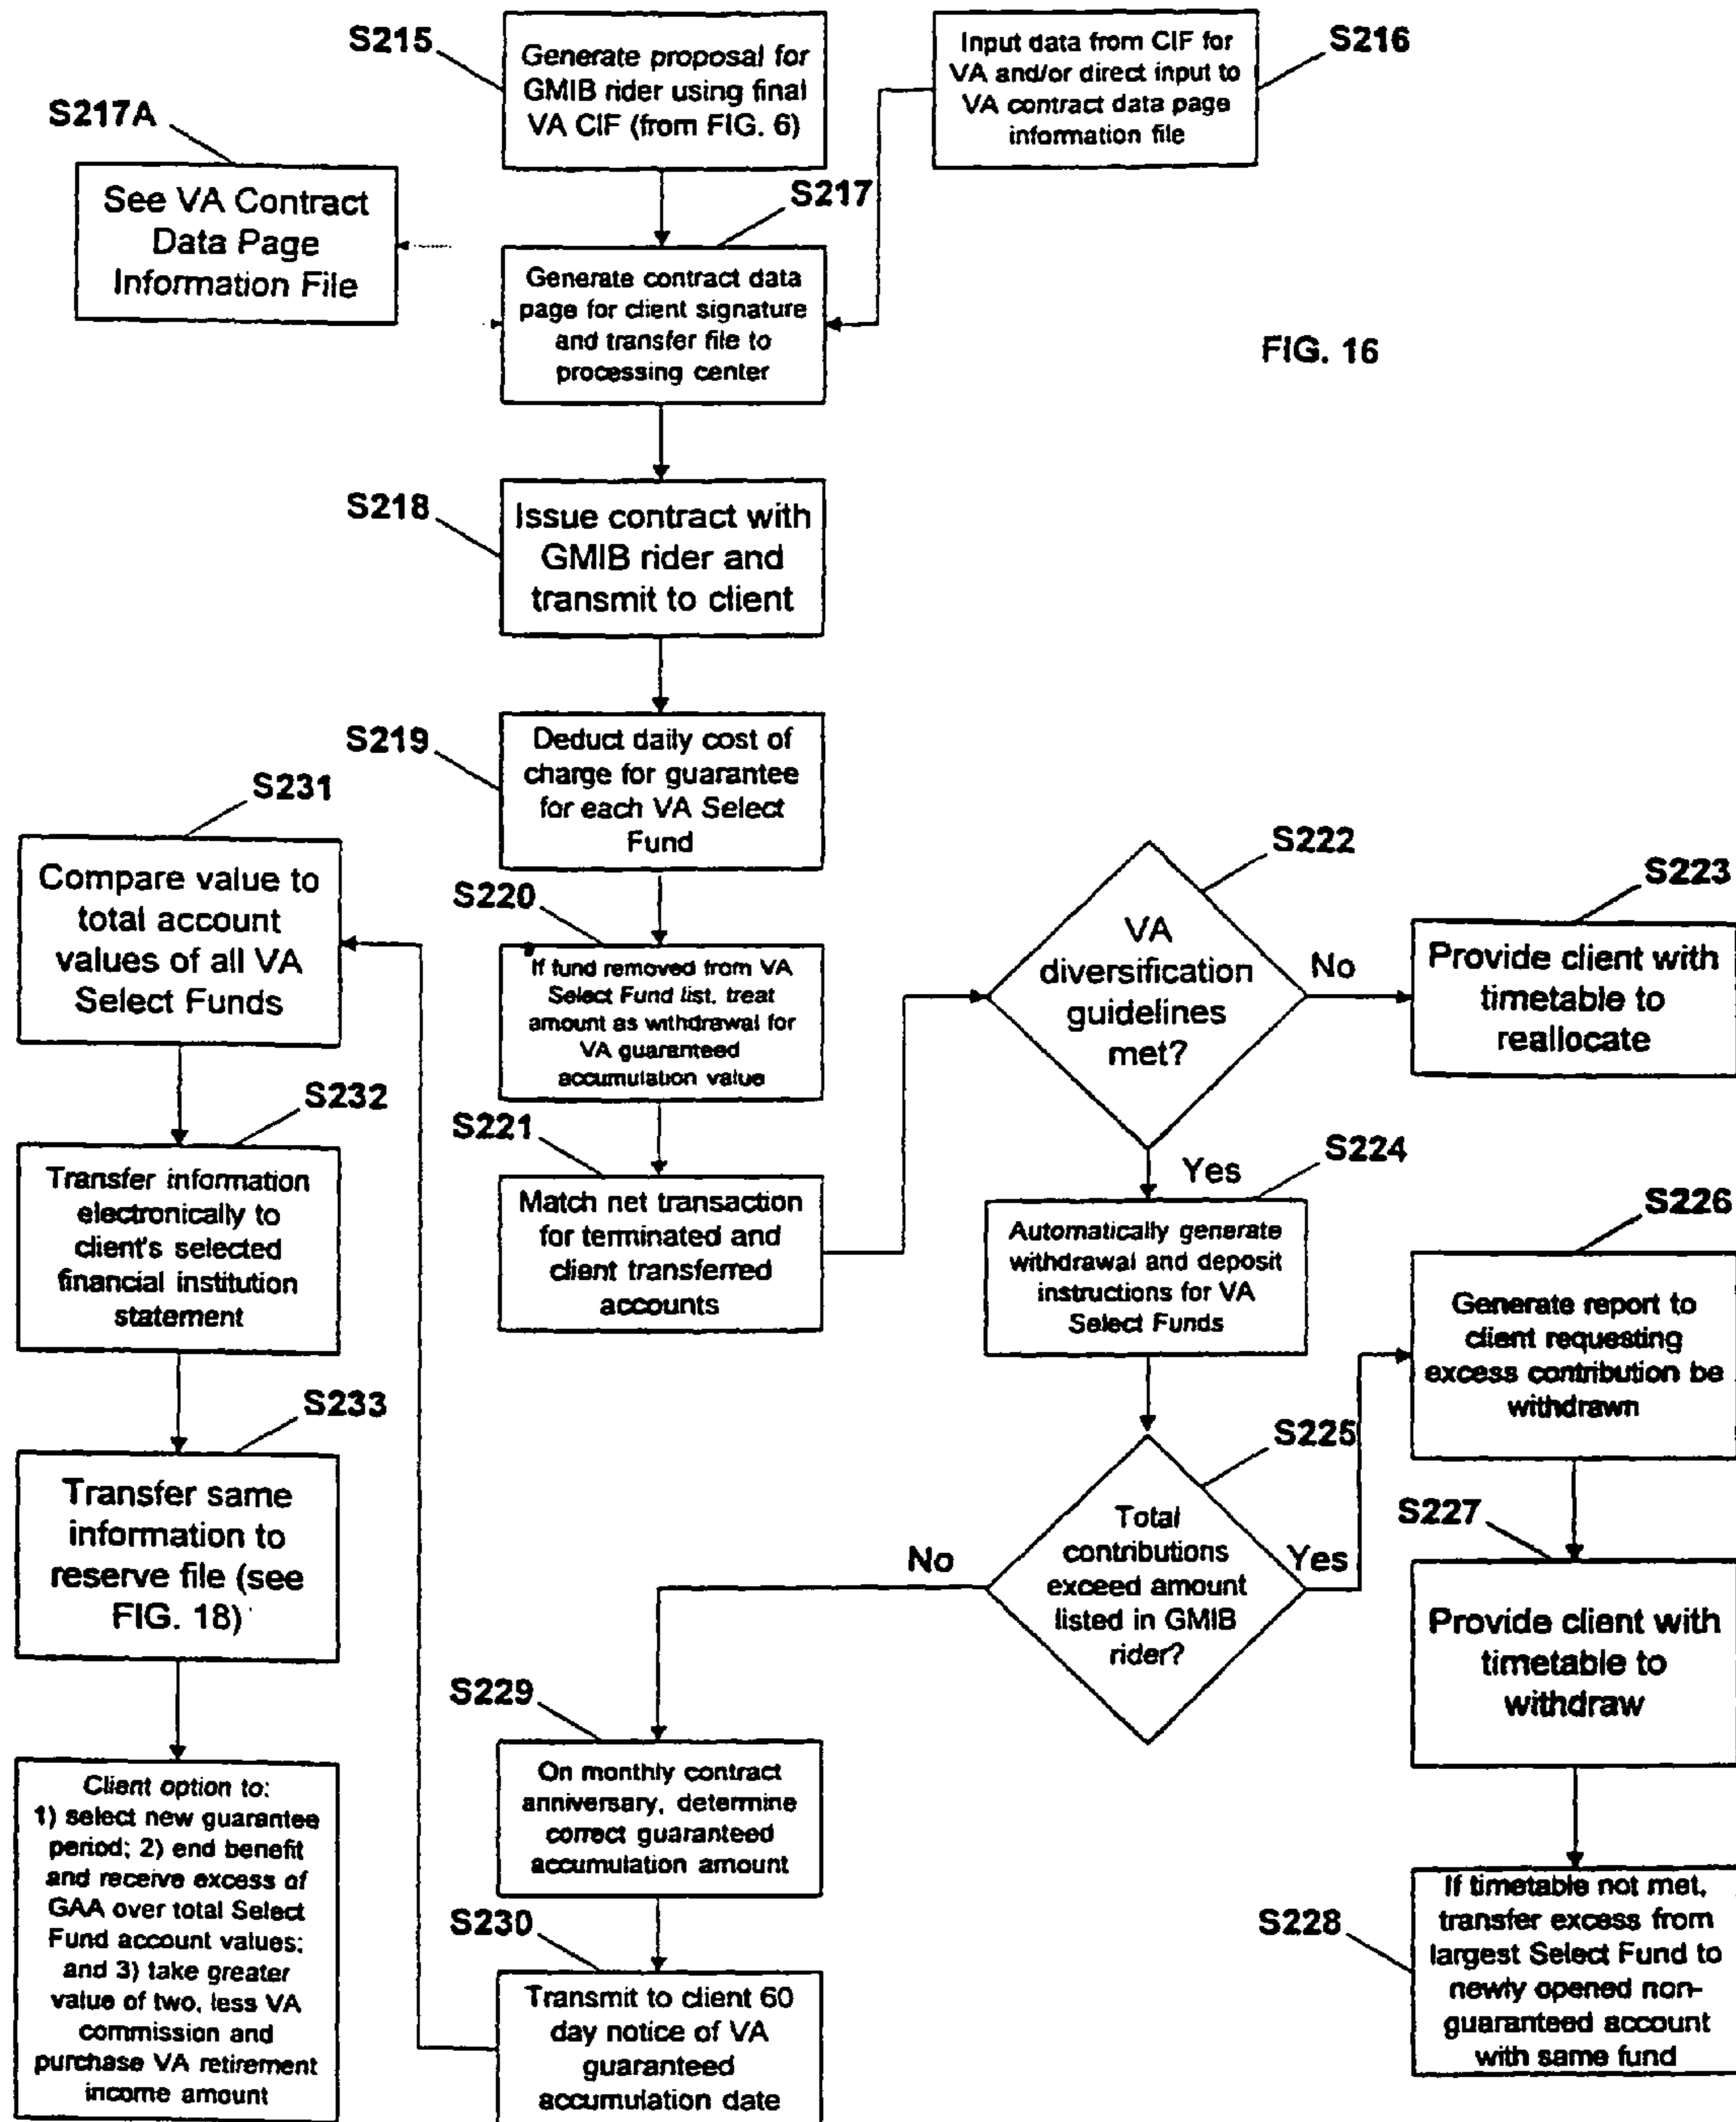 S215
Generate proposal for
GMIB rider using final
VA CIF (from FIG. 6)
Input data from CIF for
VA and/or direct input to
VA contract data page
information file
S216
S217A
See VA Contract
Data Page
Information File
S217
Generate contract data
page for client signature
and transfer file to
processing center
FIG. 16
S218
Issue contract with
GMIB rider and
transmit to client
S219
Deduct daily cost of
charge for guarantee
for each VA Select
Fund
S220
If fund removed from VA
Select Fund list, treat
amount as withdrawal for
VA guaranteed
accumulation value
S221
Match net transaction
for terminated and
client transferred
accounts
S222
VA
diversification
guidelines
met?
No
S223
Provide client with
timetable to
reallocate
Yes
S224
Automatically generate
withdrawal and deposit
instructions for VA
Select Funds
S225
Total
contributions
exceed amount
listed in GMIB
rider?
No
Yes
S226
Generate report to
client requesting
excess contribution be
withdrawn
S227
Provide client with
timetable to
withdraw
S228
If timetable not met,
transfer excess from
largest Select Fund to
newly opened non-
guaranteed account
with same fund
S229
On monthly contract
anniversary, determine
correct guaranteed
accumulation amount
S230
Transmit to client 60
day notice of VA
guaranteed
accumulation date
S231
Compare value to
total account
values of all VA
Select Funds
S232
Transfer information
electronically to
client's selected
financial institution
statement
S233
Transfer same
information to
reserve file (see
FIG. 18)
Client option to:
1) select new guarantee
period; 2) end benefit
and receive excess of
GAA over total Select
Fund account values;
and 3) take greater
value of two, less VA
commission and
purchase VA retirement
income amount